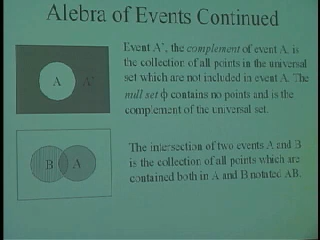 Alebra of Events Continued
Event A', the complement of event A, is
the collection of all points in the universal
set which are not included in event A. The
null set ϕ contains no points and is the
complement of the universal set.
A A'
The intersection of two events A and B
is the collection of all points which are
contained both in A and B notated AB.
B A